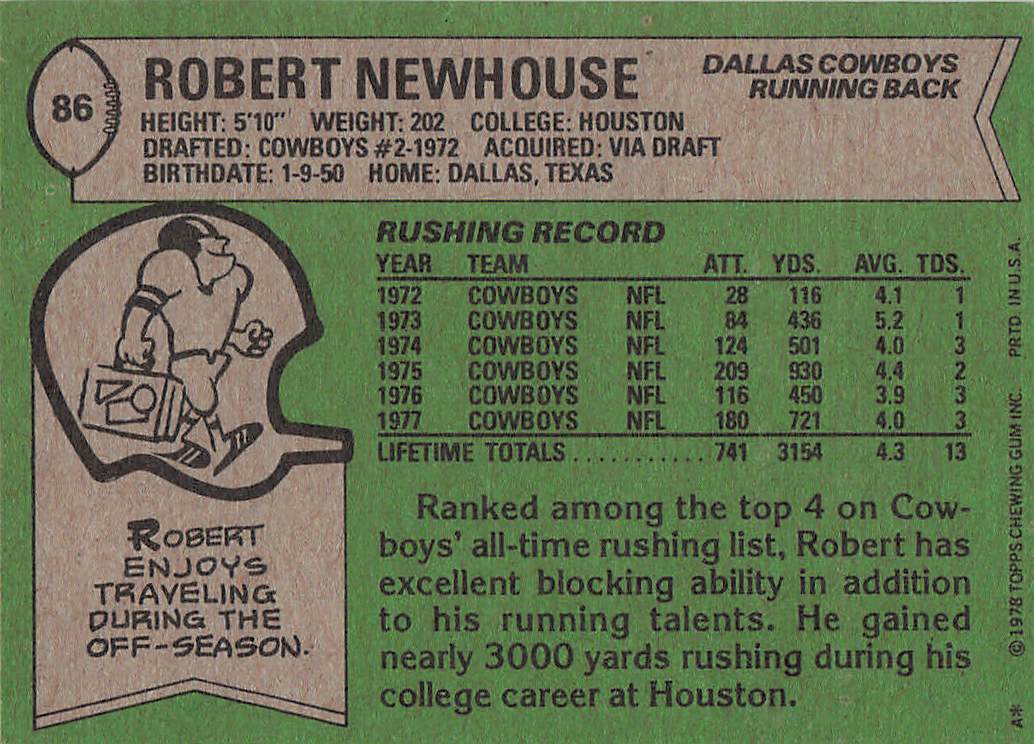 86
ROBERT NEWHOUSE
DALLAS COWBOYS
RUNNING BACK
HEIGHT: 5'10" WEIGHT: 202 COLLEGE: HOUSTON
DRAFTED: COWBOYS #2-1972 ACQUIRED: VIA DRAFT
BIRTHDATE: 1-9-50 HOME: DALLAS, TEXAS
RUSHING RECORD
YEAR TEAM ATT. YDS. AVG. TDS.
1972 COWBOYS NFL 28 116 4.1 1
1973 COWBOYS NFL 84 436 5.2 1
1974 COWBOYS NFL 124 501 4.0 3
1975 COWBOYS NFL 209 930 4.4 2
1976 COWBOYS NFL 116 450 3.9 3
1977 COWBOYS NFL 180 721 4.0 3
LIFETIME TOTALS........... 741 3154 4.3 13
Ranked among the top 4 on Cow-
boys' all-time rushing list, Robert has
excellent blocking ability in addition
to his running talents. He gained
nearly 3000 yards rushing during his
college career at Houston.
ROBERT
ENJOYS
TRAVELING
DURING THE
OFF-SEASON.
A* ©1978 TOPPS CHEWING GUM INC. PRTD IN U.S.A.